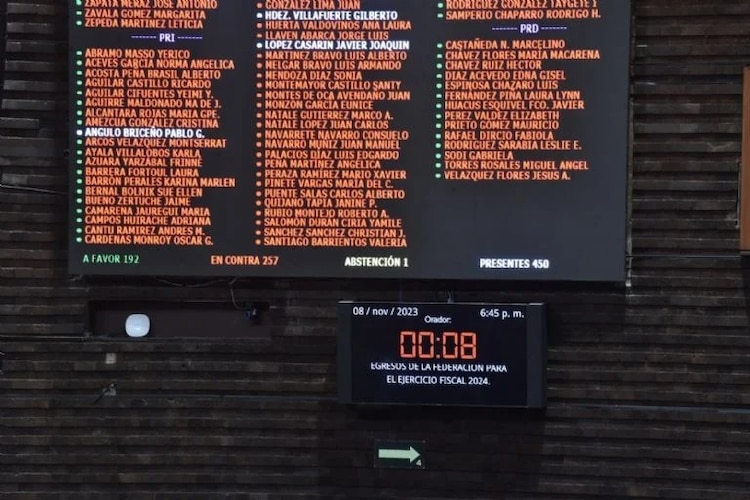 ZAPATA MERAZ JOSE ANTONIO
ZAVALA GOMEZ MARGARITA
ZEPEDA MARTINEZ LETICIA
------- PRI -------
ABRAMO MASSO YERICO
ACEVES GARCIA NORMA ANGELICA
ACOSTA PEÑA BRASIL ALBERTO
AGUILAR CASTILLO RICARDO
AGUILAR CIFUENTES YEIMI Y
AGUIRRE MALDONADO MA DE J.
ALCANTARA ROJAS MARIA GPE.
AMEZCUA GONZALEZ CRISTINA
ANGULO BRICEÑO PABLO G.
ARCOS VELAZQUEZ MONTSERRAT
AYALA VILLALOBOS KARLA
AZUARA YARZABAL FRINNE
BARRERA FORTOUL LAURA
BARRON PERALES KARINA MARLEN
BERNAL BOLNIK SUE ELLEN
BUENO ZERTUCHE JAIME
CAMARENA JAUREGUI MARIA
CAMPOS HUIRACHE ADRIANA
CANTU RAMIREZ ANDRES M.
CARDENAS MONROY OSCAR G.
GONZALEZ LIMA JUAN
HDEZ. VILLAFUERTE GILBERTO
HUERTA VALDOVINOS ANA LAURA
LLAVEN ABARCA JORGE LUIS
LOPEZ CASARIN JAVIER JOAQUIN
MARTINEZ BRAVO LUIS ALBERTO
MELGAR BRAVO LUIS ARMANDO
MENDOZA DIAZ SONIA
MONTEMAYOR CASTILLO SANTY
MONTES DE OCA AVENDAÑO JUAN
MONZON GARCIA EUNICE
NATALE GUTIERREZ MARCO A.
NATALE LOPEZ JUAN CARLOS
NAVARRETE NAVARRO CONSUELO
NAVARRO MUÑIZ JUAN MANUEL
PALACIOS DIAZ LUIS EDGARDO
PEÑA MARTINEZ ANGELICA
PERAZA RAMIREZ MARIO XAVIER
PINETE VARGAS MARIA DEL C.
PUENTE SALAS CARLOS ALBERTO
QUIJANO TAPIA JANINE P.
RUBIO MONTEJO ROBERTO A.
SALOMON DURAN CIRIA YAMILE
SANCHEZ SANCHEZ CHRISTIAN J.
SANTIAGO BARRIENTOS VALERIA
RODRIGUEZ GONZALEZ TAYGETE I
SAMPERIO CHAPARRO RODRIGO H.
------- PRD -------
CASTAÑEDA N. MARCELINO
CHAVEZ FLORES MARIA MACARENA
CHAVEZ RUIZ HECTOR
DIAZ ACEVEDO EDNA GISEL
ESPINOSA CHAZARO LUIS
FERNANDEZ PIÑA LAURA LYNN
HUACUS ESQUIVEL FCO. JAVIER
PEREZ VALDEZ ELIZABETH
PRIETO GOMEZ MAURICIO
RAFAEL DIRCIO FABIOLA
RODRIGUEZ SARABIA LESLIE E.
SODI GABRIELA
TORRES ROSALES MIGUEL ANGEL
VELAZQUEZ FLORES JESUS A.
A FAVOR 192 EN CONTRA 257 ABSTENCIÓN 1 PRESENTES 450
08 / nov / 2023 6:45 p. m.
Orador:
00:08
EGRESOS DE LA FEDERACIÓN PARA
EL EJERCICIO FISCAL 2024.
4